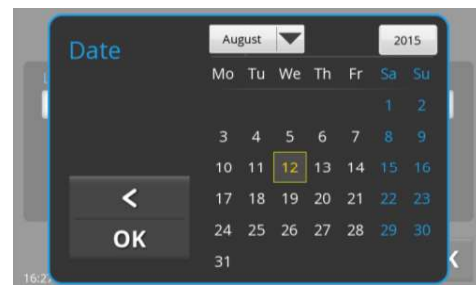 Date
August 2015
Mo Tu We Th Fr Sa Su
1 2
3 4 5 6 7 8 9
10 11 12 13 14 15 16
17 18 19 20 21 22 23
24 25 26 27 28 29 30
31
<
OK
<